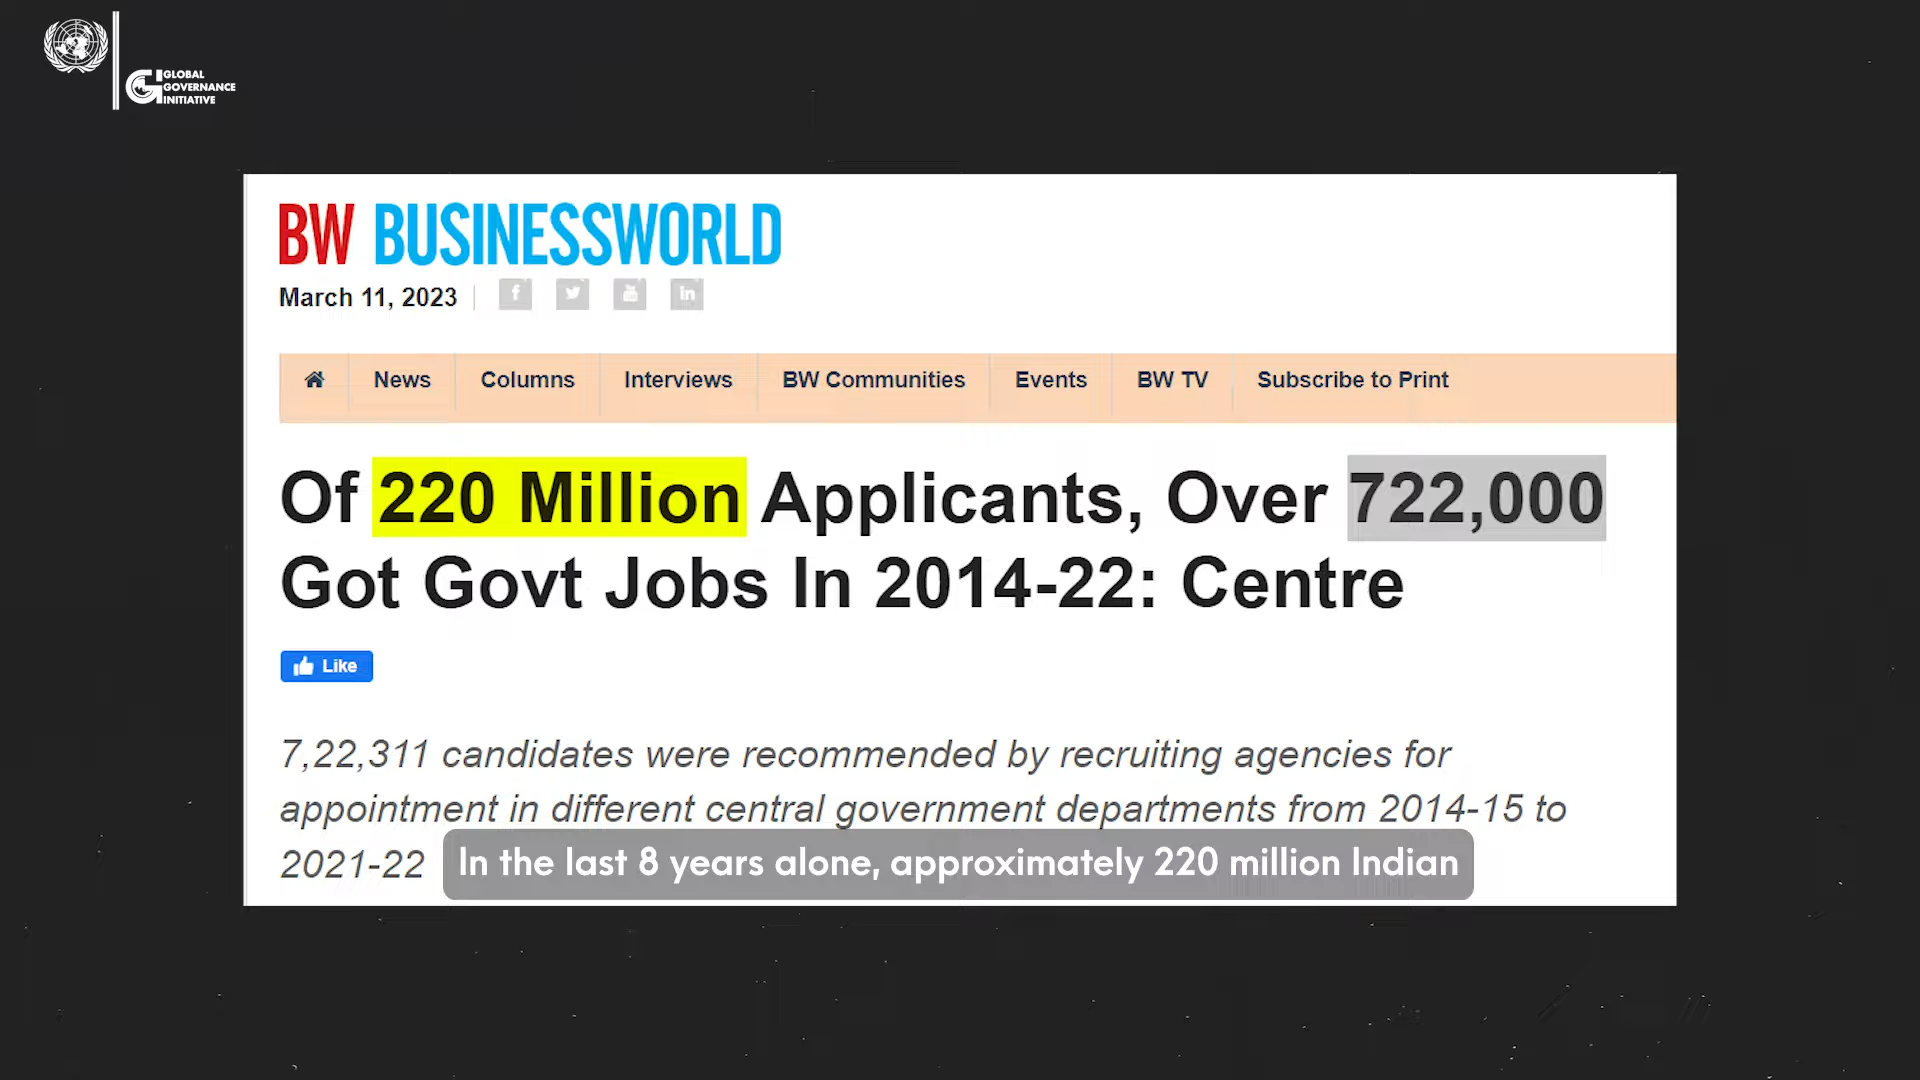 GLOBAL
GOVERNANCE
INITIATIVE
BW BUSINESSWORLD
March 11, 2023
News Columns Interviews BW Communities Events BW TV Subscribe to Print
Of 220 Million Applicants, Over 722,000
Got Govt Jobs In 2014-22: Centre
Like
7,22,311 candidates were recommended by recruiting agencies for
appointment in different central government departments from 2014-15 to
2021-22
In the last 8 years alone, approximately 220 million Indian